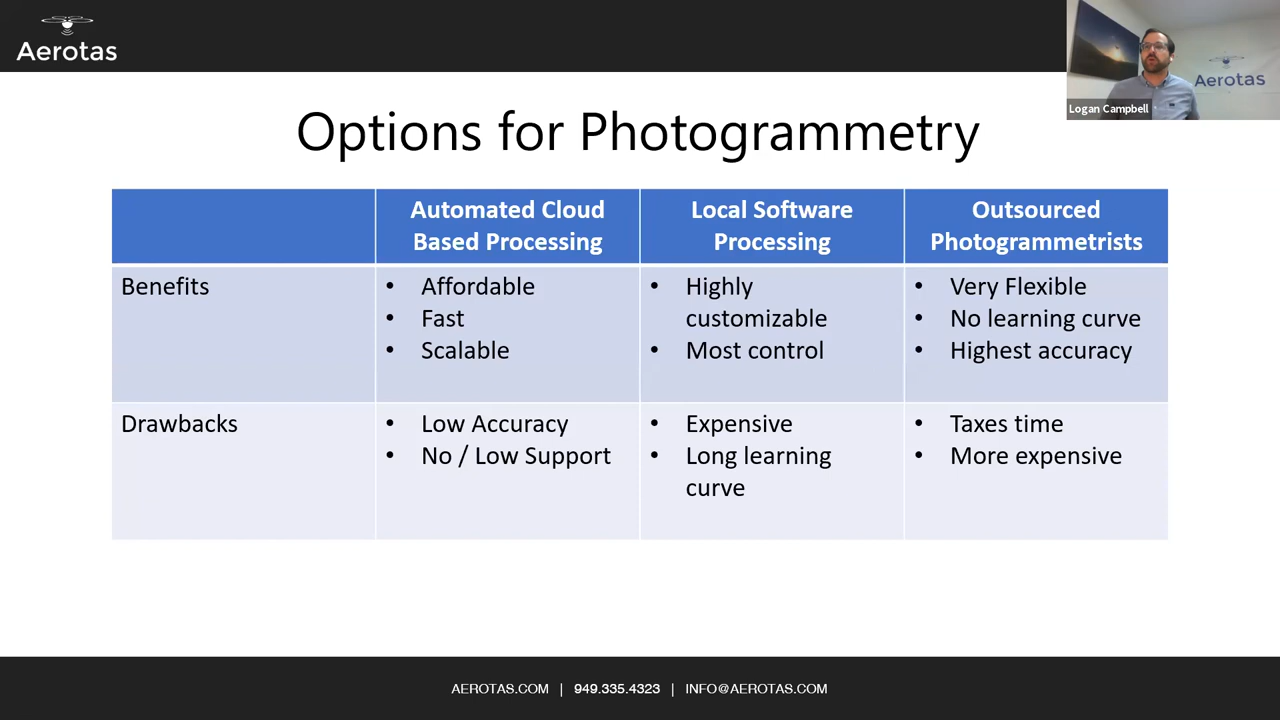 Aerotas
Logan Campbell
Aerotas
Options for Photogrammetry
Automated Cloud
Based Processing
Local Software
Processing
Outsourced
Photogrammetrists
Benefits
• Affordable
• Fast
• Scalable
• Highly
customizable
• Most control
• Very Flexible
• No learning curve
• Highest accuracy
Drawbacks
• Low Accuracy
• No / Low Support
• Expensive
• Long learning
curve
• Taxes time
• More expensive
AEROTAS.COM | 949.335.4323 | INFO@AEROTAS.COM